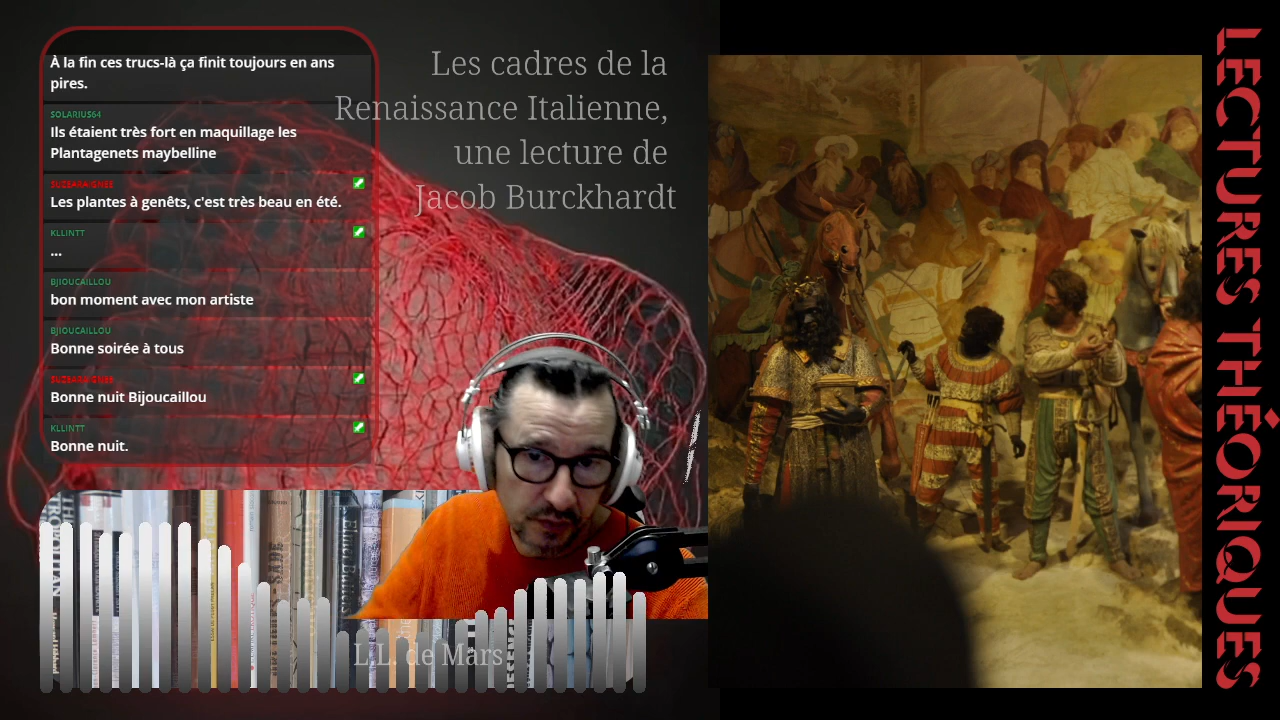 À la fin ces trucs-là ça finit toujours en ans
pires.
SOLARIUS64
Ils étaient très fort en maquillage les
Plantagenets maybelline
SUZEARAIGNEE
Les plantes à genêts, c'est très beau en été.
KLLINTT
...
BJIOUCAILLOU
bon moment avec mon artiste
BJIOUCAILLOU
Bonne soirée à tous
SUZEARAIGNEE
Bonne nuit Bijoucaillou
KLLINTT
Bonne nuit.
Les cadres de la
Renaissance Italienne,
une lecture de
Jacob Burckhardt
L.L. de Mars
LECTURES THÉORIQUES